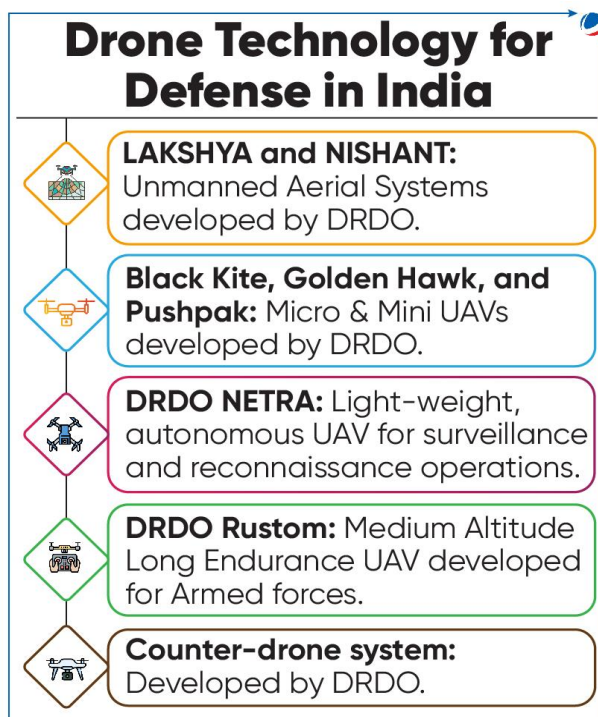 Drone Technology for
Defense in India
LAKSHYA and NISHANT:
Unmanned Aerial Systems
developed by DRDO.
Black Kite, Golden Hawk, and
Pushpak: Micro & Mini UAVs
developed by DRDO.
DRDO NETRA: Light-weight,
autonomous UAV for surveillance
and reconnaissance operations.
DRDO Rustom: Medium Altitude
Long Endurance UAV developed
for Armed forces.
Counter-drone system:
Developed by DRDO.